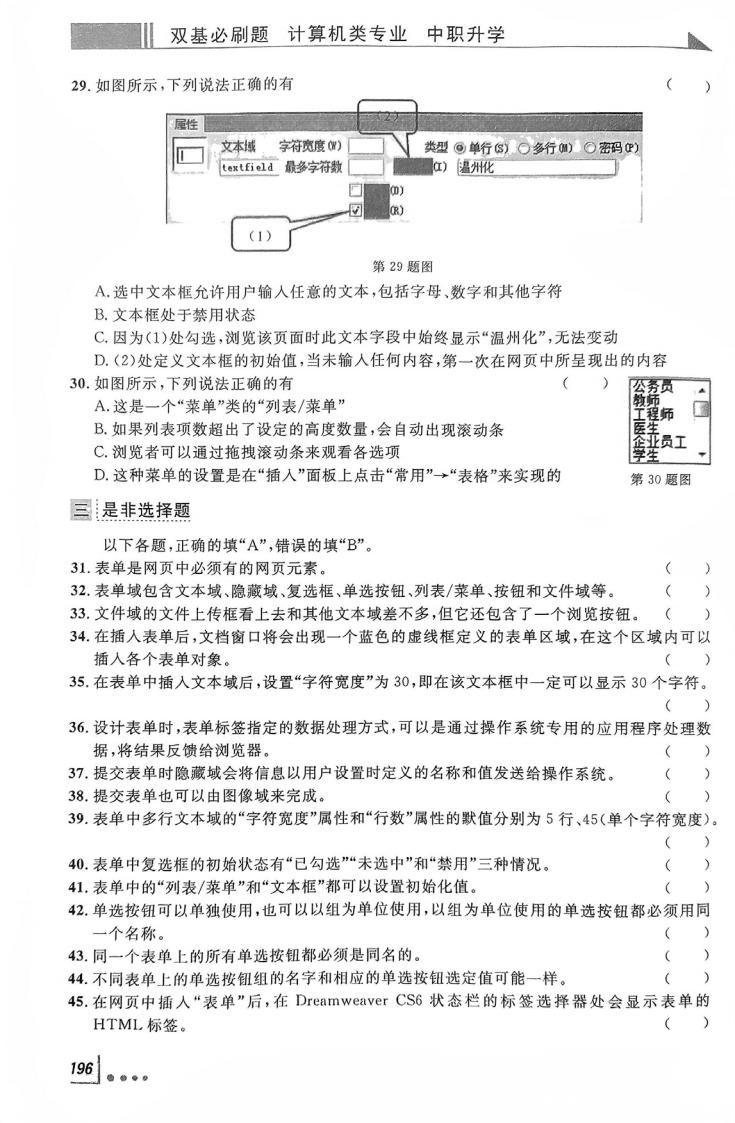 双基必刷题 计算机类专业 中职升学
29. 如图所示,下列说法正确的有 ( )
属性
(2)
文本域 字符宽度(W) 类型 单行(S) 多行(M) 密码(P)
textfield 最多字符数 (I) 温州化
(D)
(R)
(1)
第 29 题图
A. 选中文本框允许用户输入任意的文本,包括字母、数字和其他字符
B. 文本框处于禁用状态
C. 因为(1)处勾选,浏览该页面时此文本字段中始终显示“温州化”,无法变动
D. (2)处定义文本框的初始值,当未输入任何内容,第一次在网页中所呈现出的内容
30. 如图所示,下列说法正确的有 ( )
A. 这是一个“菜单”类的“列表/菜单”
B. 如果列表项数超出了设定的高度数量,会自动出现滚动条
C. 浏览者可以通过拖拽滚动条来观看各选项
D. 这种菜单的设置是在“插入”面板上点击“常用”→“表格”来实现的
公务员
教师
工程师
医生
企业员工
学生
第 30 题图
三 是非选择题
以下各题,正确的填“A”,错误的填“B”。
31. 表单是网页中必须有的网页元素。 ( )
32. 表单域包含文本域、隐藏域、复选框、单选按钮、列表/菜单、按钮和文件域等。 ( )
33. 文件域的文件上传框看上去和其他文本域差不多,但它还包含了一个浏览按钮。 ( )
34. 在插入表单后,文档窗口将会出现一个蓝色的虚线框定义的表单区域,在这个区域内可以
插入各个表单对象。 ( )
35. 在表单中插入文本域后,设置“字符宽度”为 30,即在该文本框中一定可以显示 30 个字符。
( )
36. 设计表单时,表单标签指定的数据处理方式,可以是通过操作系统专用的应用程序处理数
据,将结果反馈给浏览器。 ( )
37. 提交表单时隐藏域会将信息以用户设置时定义的名称和值发送给操作系统。 ( )
38. 提交表单也可以由图像域来完成。 ( )
39. 表单中多行文本域的“字符宽度”属性和“行数”属性的默值分别为 5 行、45(单个字符宽度)。
( )
40. 表单中复选框的初始状态有“已勾选”“未选中”和“禁用”三种情况。 ( )
41. 表单中的“列表/菜单”和“文本框”都可以设置初始化值。 ( )
42. 单选按钮可以单独使用,也可以以组为单位使用,以组为单位使用的单选按钮都必须用同
一个名称。 ( )
43. 同一个表单上的所有单选按钮都必须是同名的。 ( )
44. 不同表单上的单选按钮组的名字和相应的单选按钮选定值可能一样。 ( )
45. 在网页中插入“表单”后,在 Dreamweaver CS6 状态栏的标签选择器处会显示表单的
HTML 标签。 ( )
196